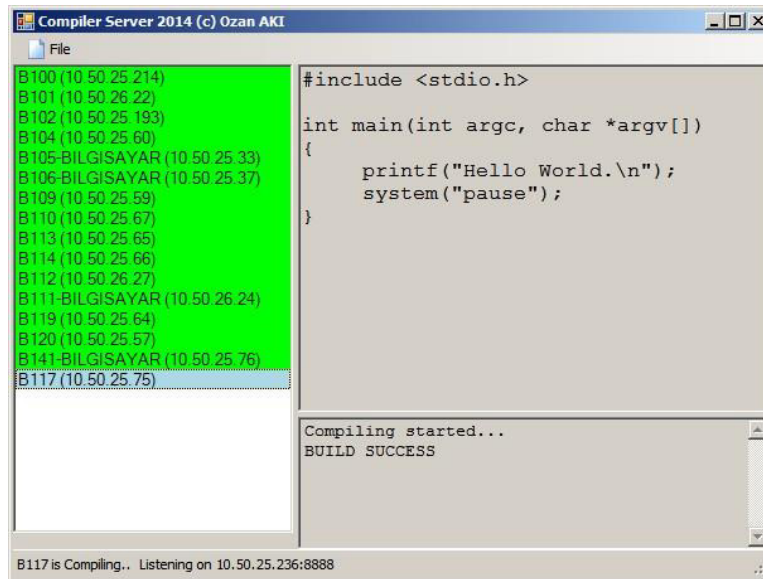 Compiler Server 2014 (c) Ozan AKI
File
B100 (10.50.25.214)
B101 (10.50.26.22)
B102 (10.50.25.193)
B104 (10.50.25.60)
B105-BILGISAYAR (10.50.25.33)
B106-BILGISAYAR (10.50.25.37)
B109 (10.50.25.59)
B110 (10.50.25.67)
B113 (10.50.25.65)
B114 (10.50.25.66)
B112 (10.50.26.27)
B111-BILGISAYAR (10.50.26.24)
B119 (10.50.25.64)
B120 (10.50.25.57)
B141-BILGISAYAR (10.50.25.76)
B117 (10.50.25.75)
#include <stdio.h>
int main(int argc, char *argv[])
{
printf("Hello World.\n");
system("pause");
}
Compiling started...
BUILD SUCCESS
B117 is Compiling.. Listening on 10.50.25.236:8888